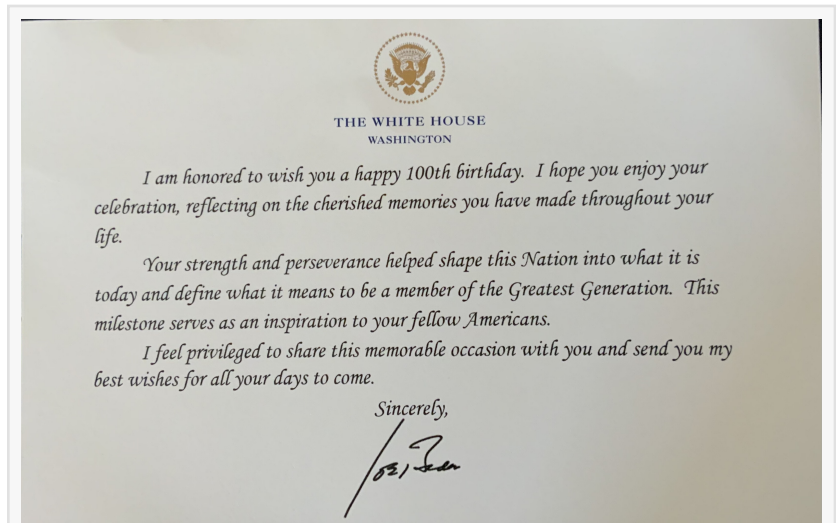 THE WHITE HOUSE
WASHINGTON
I am honored to wish you a happy 100th birthday. I hope you enjoy your
celebration, reflecting on the cherished memories you have made throughout your
life.
Your strength and perseverance helped shape this Nation into what it is
today and define what it means to be a member of the Greatest Generation. This
milestone serves as an inspiration to your fellow Americans.
I feel privileged to share this memorable occasion with you and send you my
best wishes for all your days to come.
Sincerely,